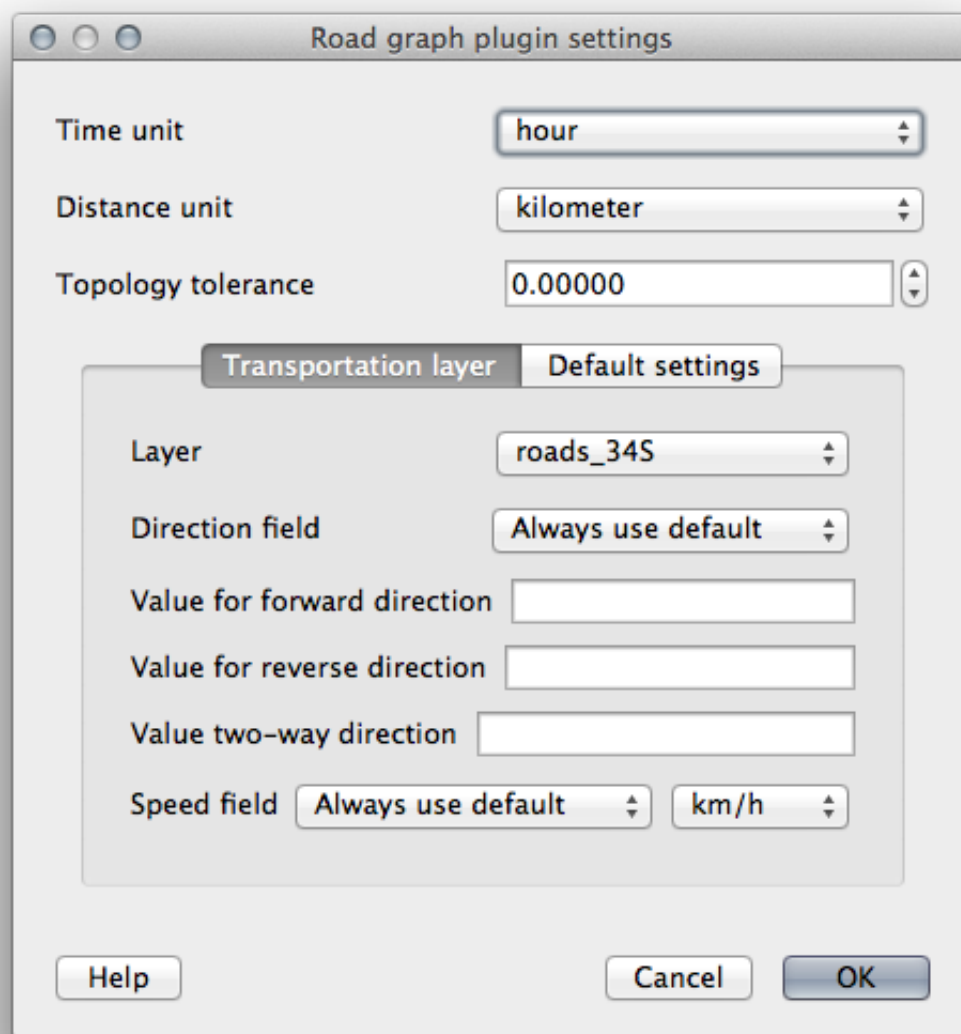 Road graph plugin settings
Time unit hour
Distance unit kilometer
Topology tolerance 0.00000
Transportation layer Default settings
Layer roads_34S
Direction field Always use default
Value for forward direction
Value for reverse direction
Value two-way direction
Speed field Always use default km/h
Help Cancel OK